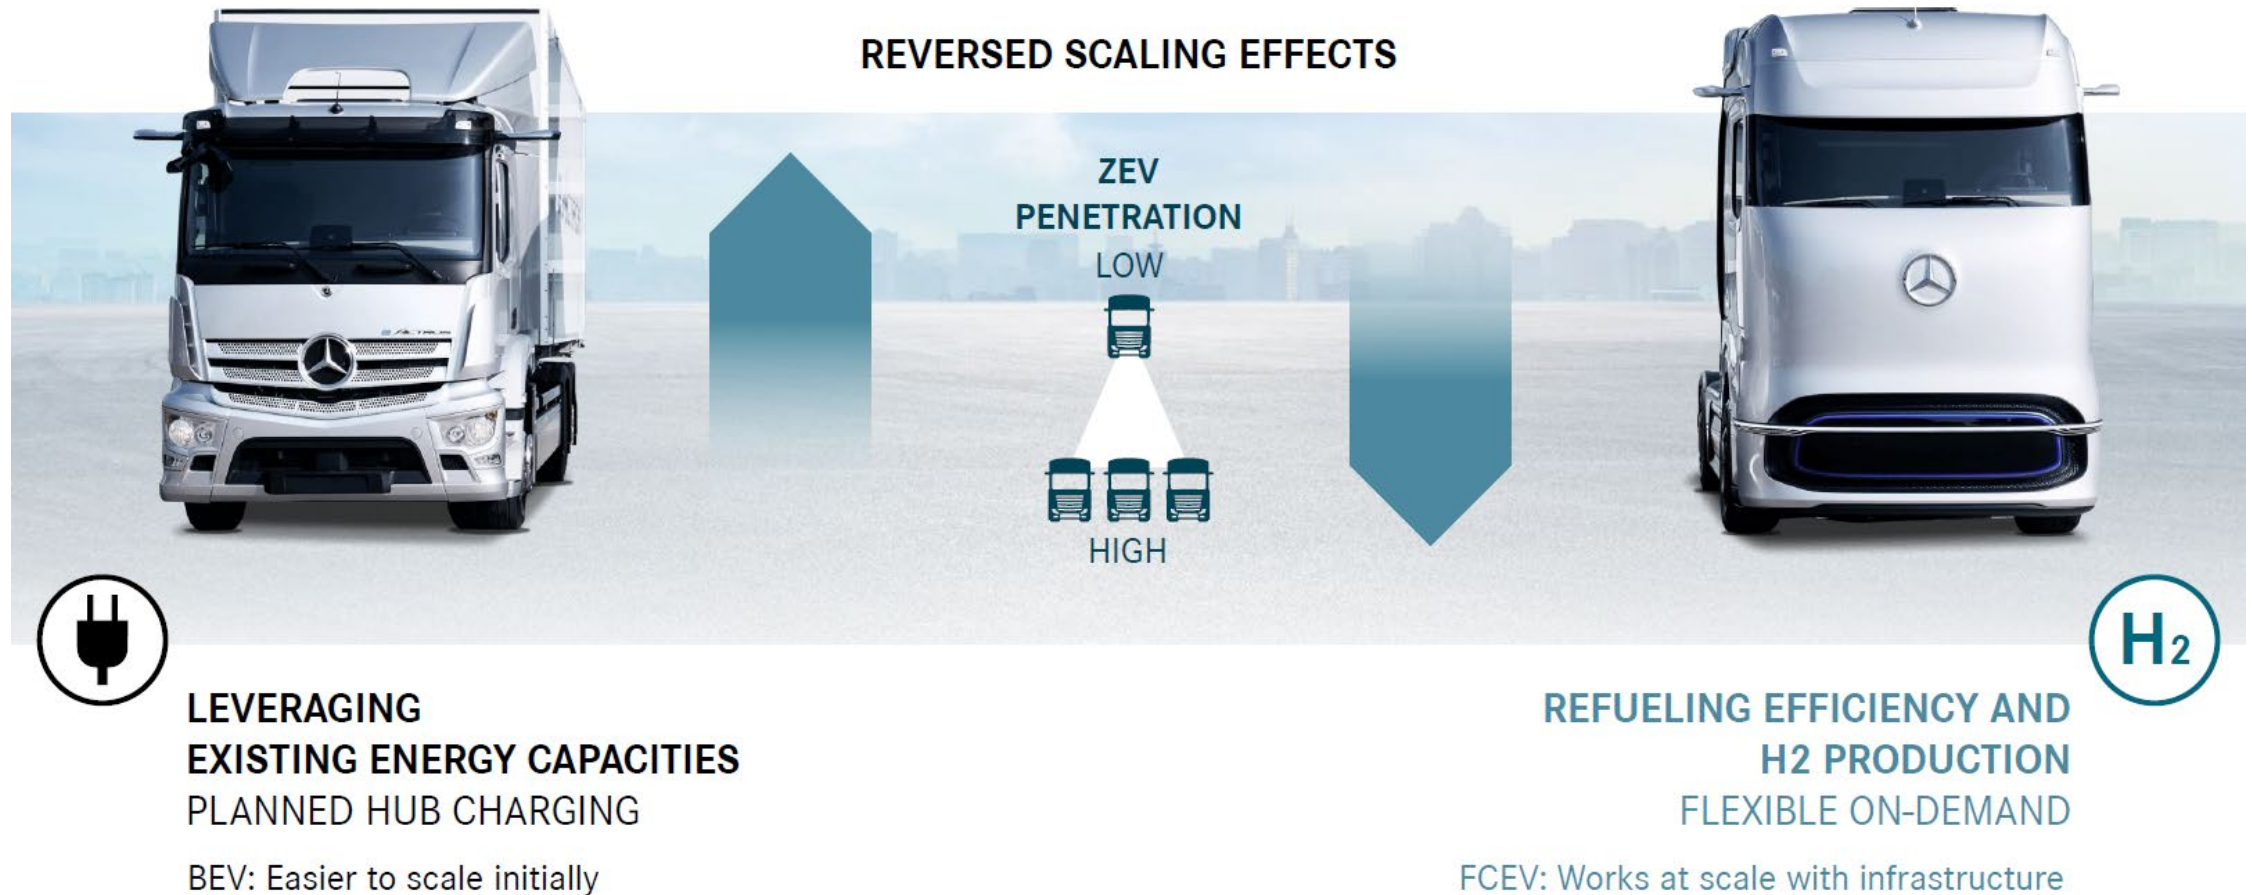 REVERSED SCALING EFFECTS
ZEV
PENETRATION
LOW
HIGH
eACTROS
H2
LEVERAGING
EXISTING ENERGY CAPACITIES
PLANNED HUB CHARGING
BEV: Easier to scale initially
REFUELING EFFICIENCY AND
H2 PRODUCTION
FLEXIBLE ON-DEMAND
FCEV: Works at scale with infrastructure